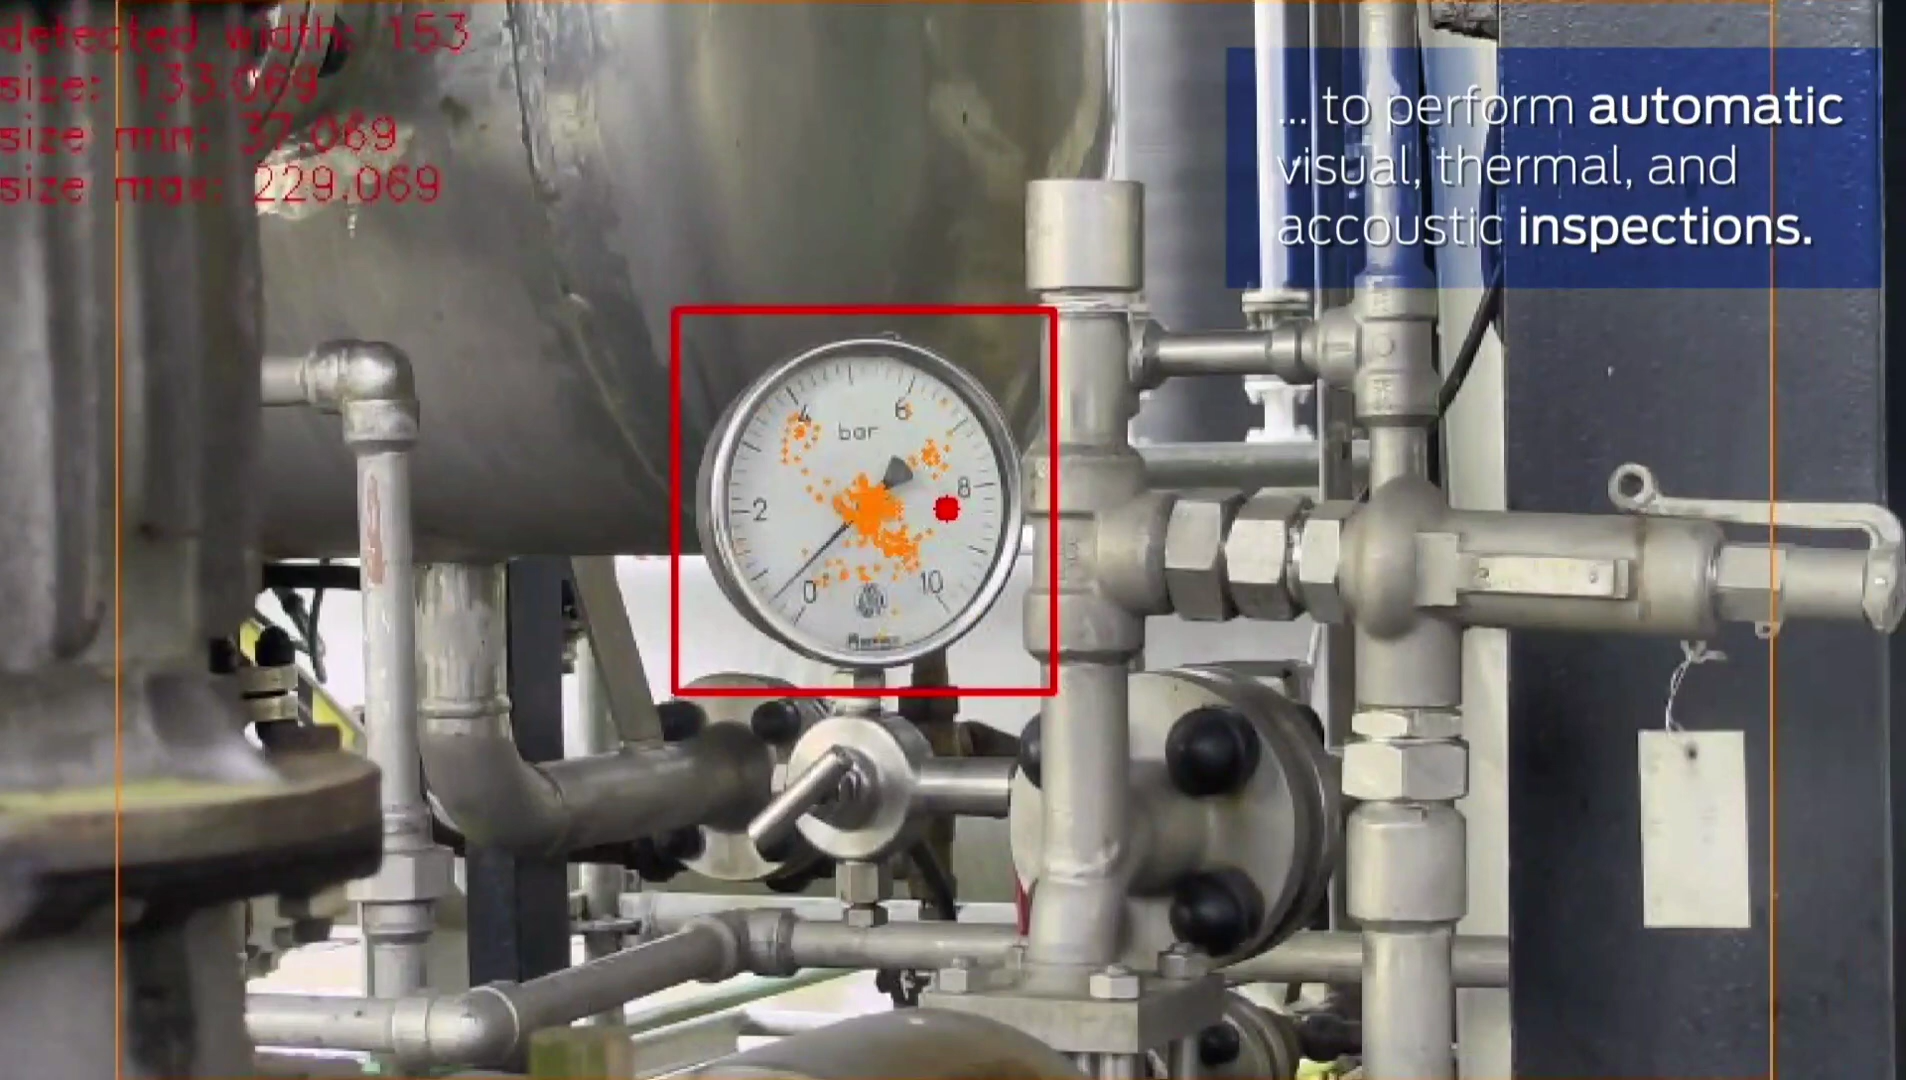 detected width: 153
size: 133.069
size min: 37.069
size max: 229.069
... to perform automatic
visual, thermal, and
accoustic inspections.
4
6
bar
8
2
0
10